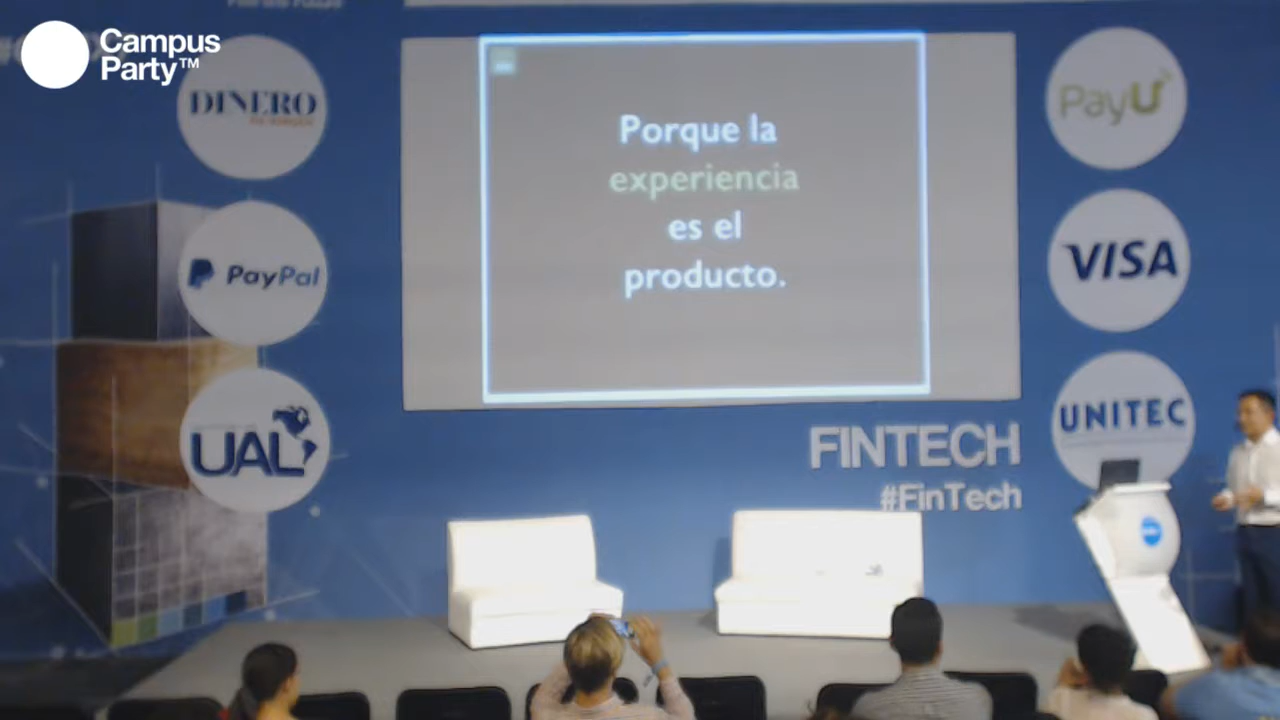 Campus
Party™
DINERO
PayPal
UAL
Porque la
experiencia
es el
producto.
PayU
VISA
UNITEC
FINTECH
#FinTech